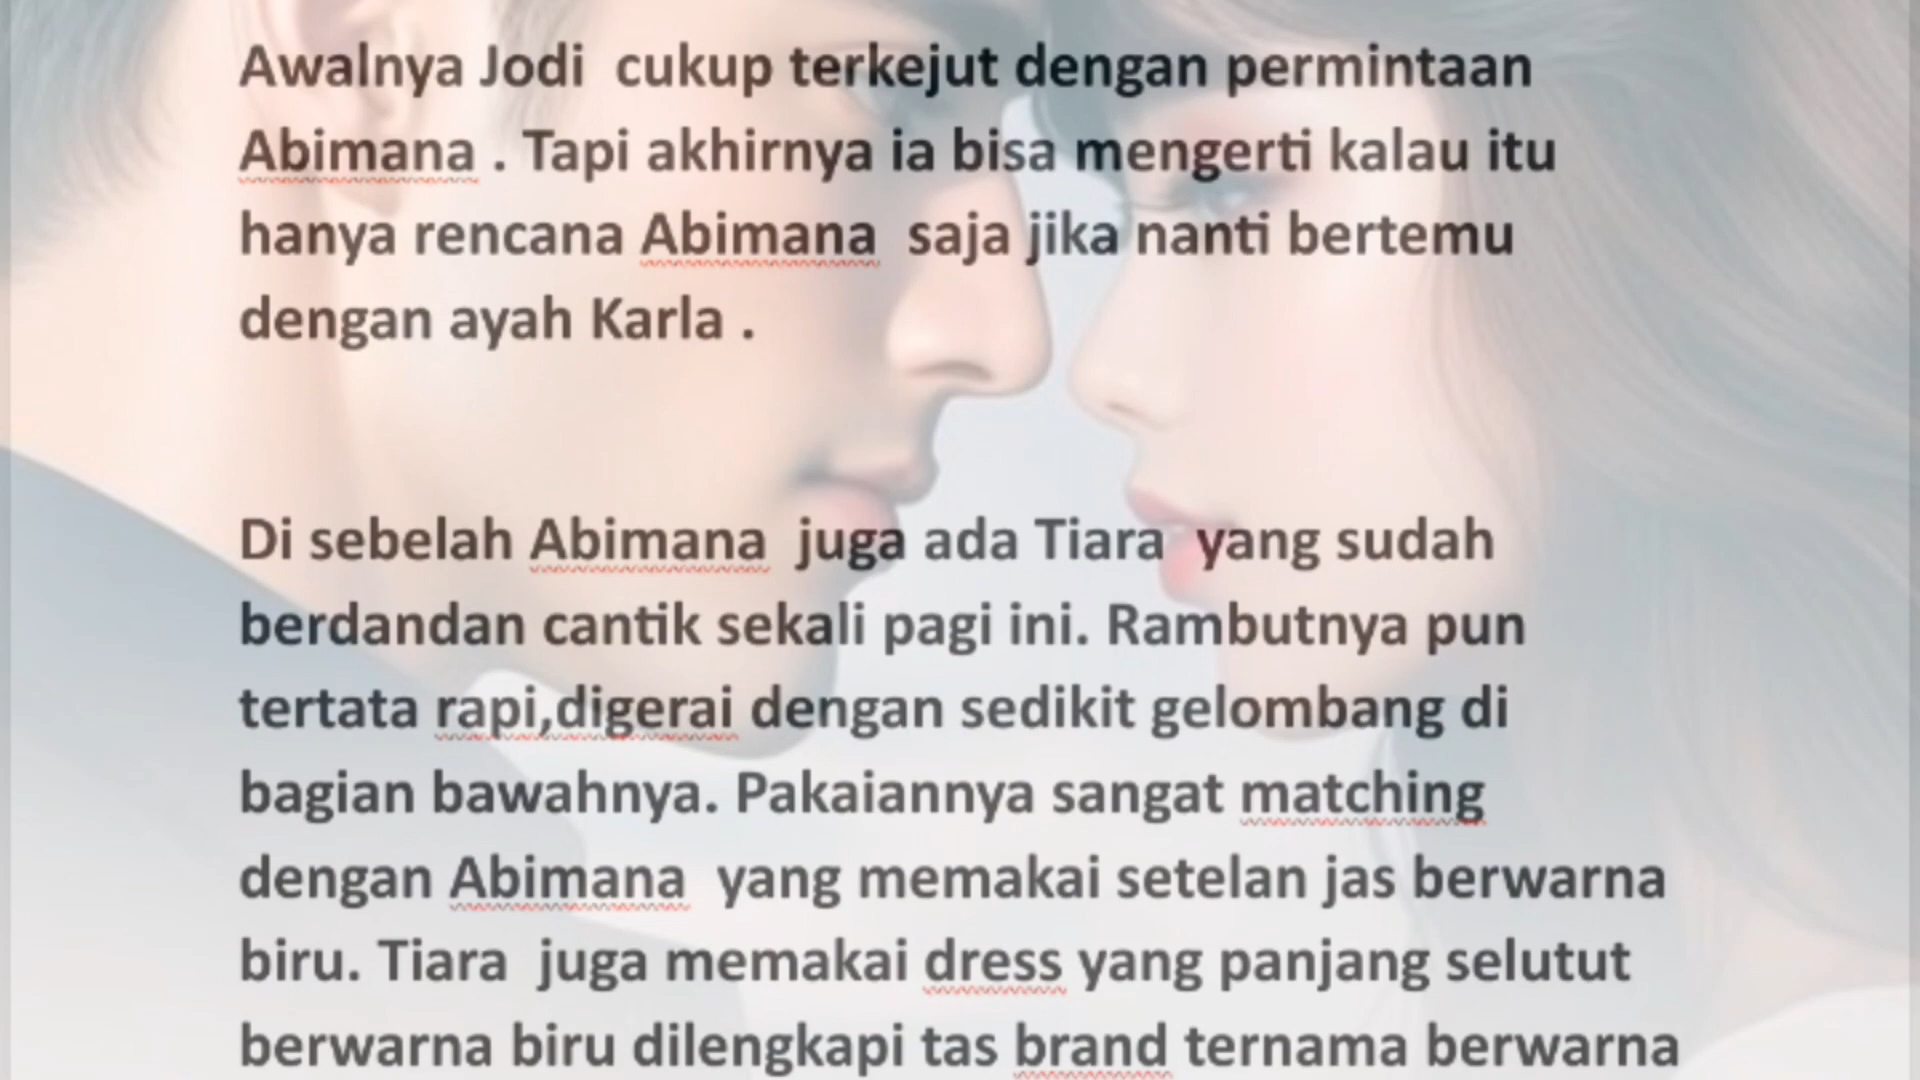 Awalnya Jodi  cukup terkejut dengan permintaan
Abimana . Tapi akhirnya ia bisa mengerti kalau itu
hanya rencana Abimana  saja jika nanti bertemu
dengan ayah Karla .
Di sebelah Abimana  juga ada Tiara  yang sudah
berdandan cantik sekali pagi ini. Rambutnya pun
tertata rapi,digerai dengan sedikit gelombang di
bagian bawahnya. Pakaiannya sangat matching
dengan Abimana  yang memakai setelan jas berwarna
biru. Tiara  juga memakai dress yang panjang selutut
berwarna biru dilengkapi tas brand ternama berwarna